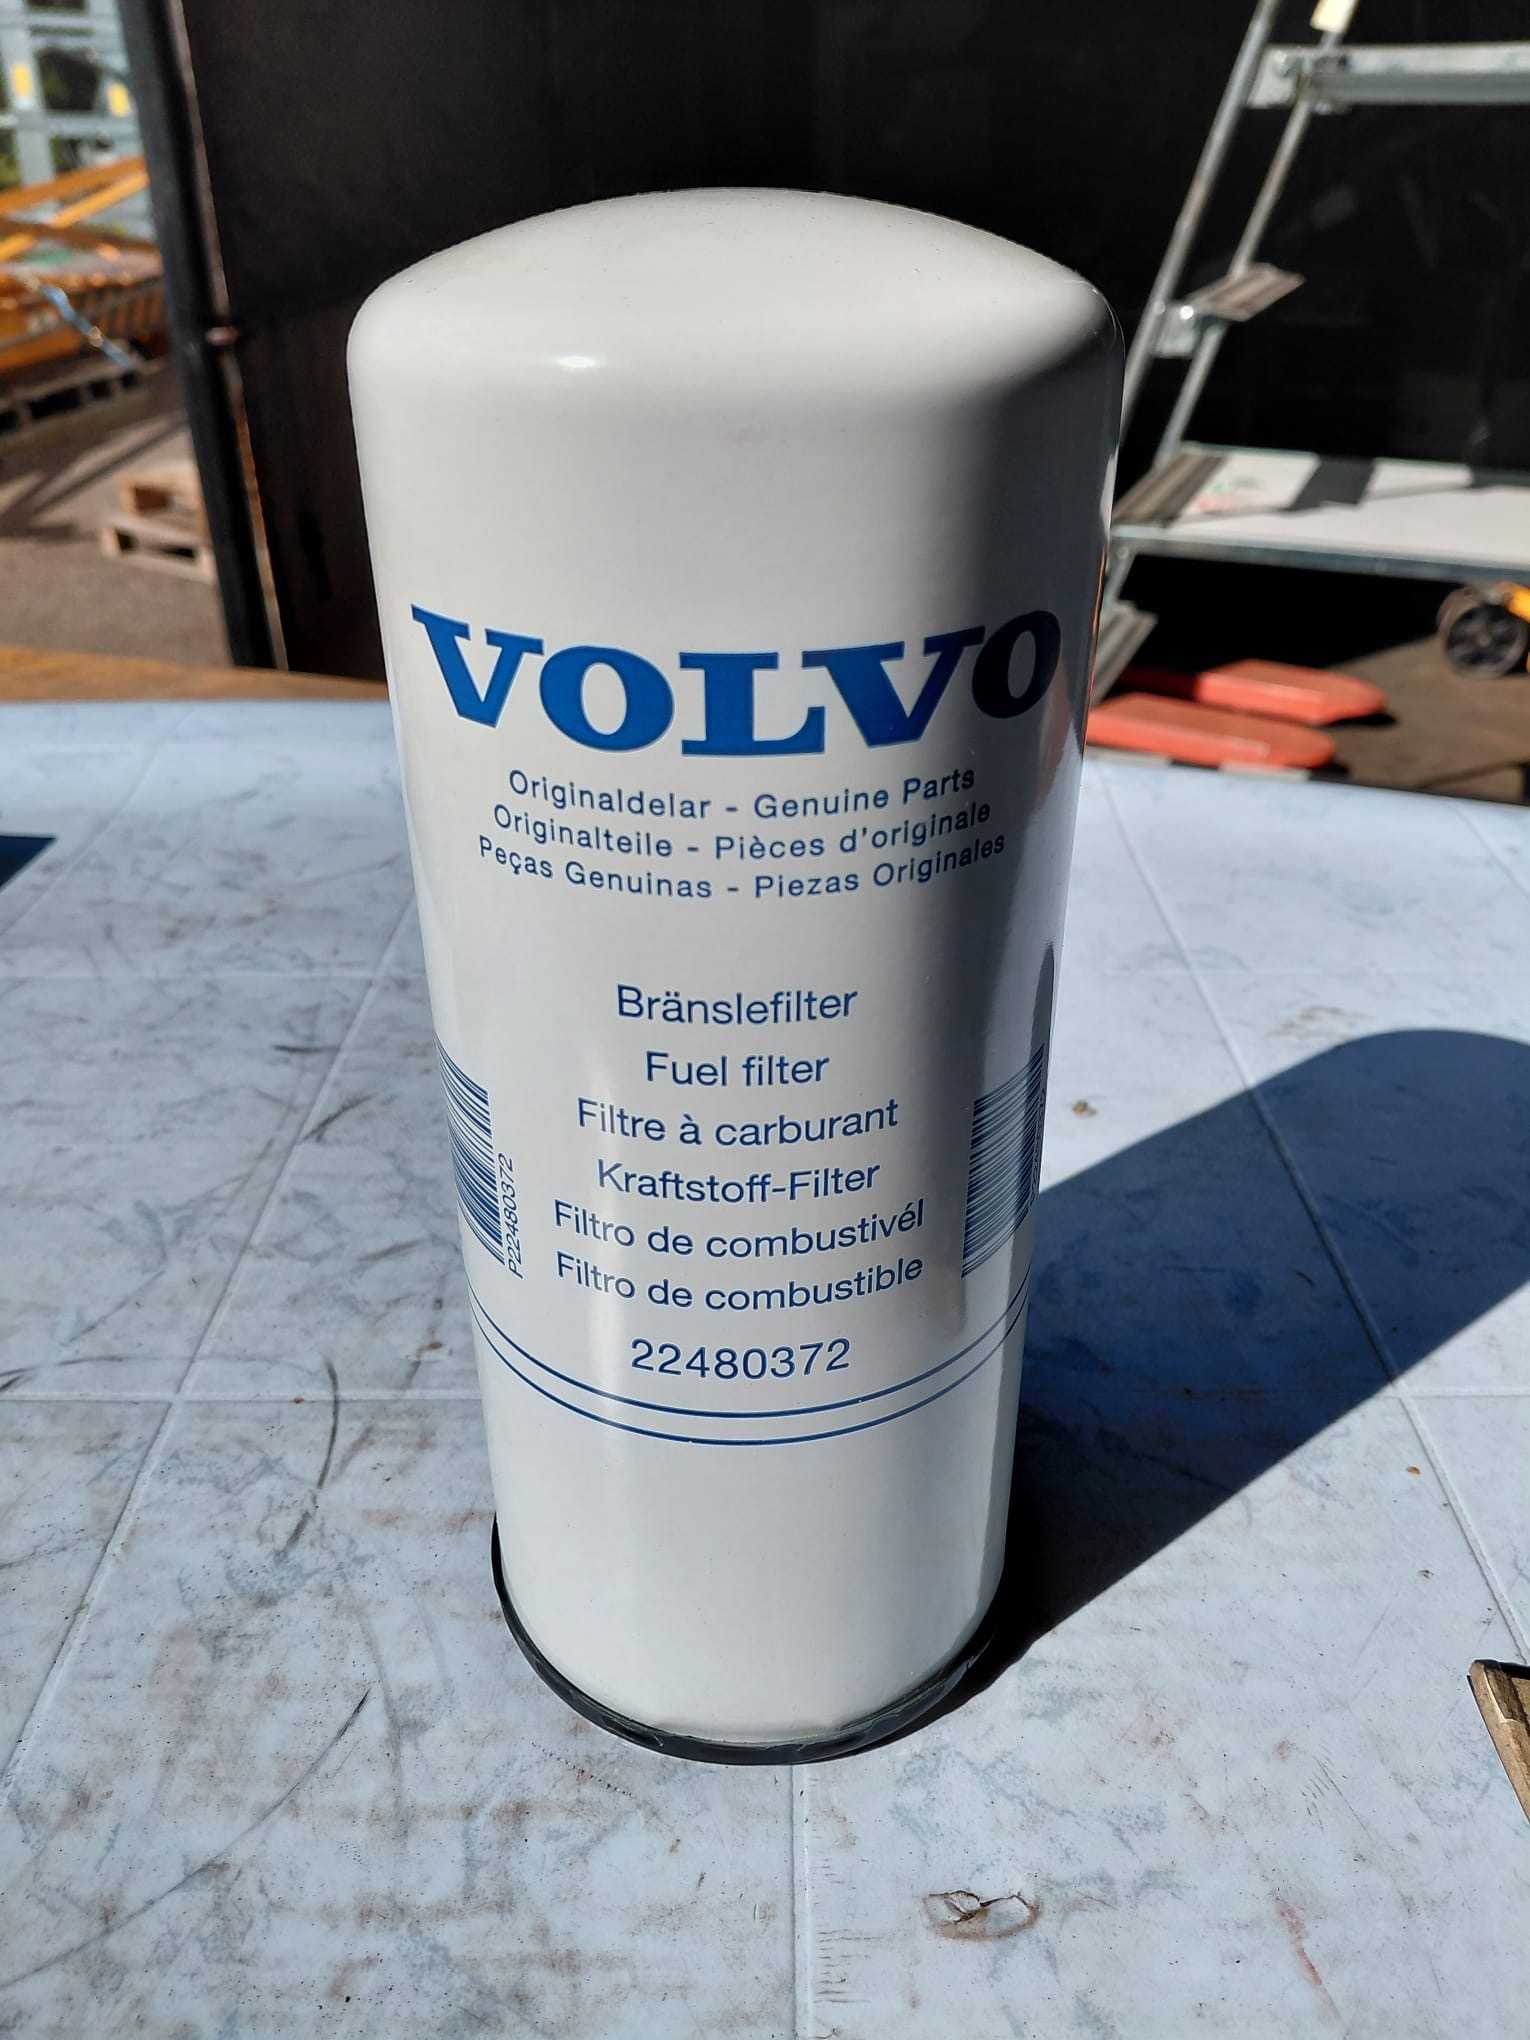 VOLVO
Originaldelar - Genuine Parts
Originalteile - Pièces d'originale
Peças Genuinas - Piezas Originales
Bränslefilter
Fuel filter
Filtre à carburant
Kraftstoff-Filter
Filtro de combustivél
Filtro de combustible
22480372
P22480372